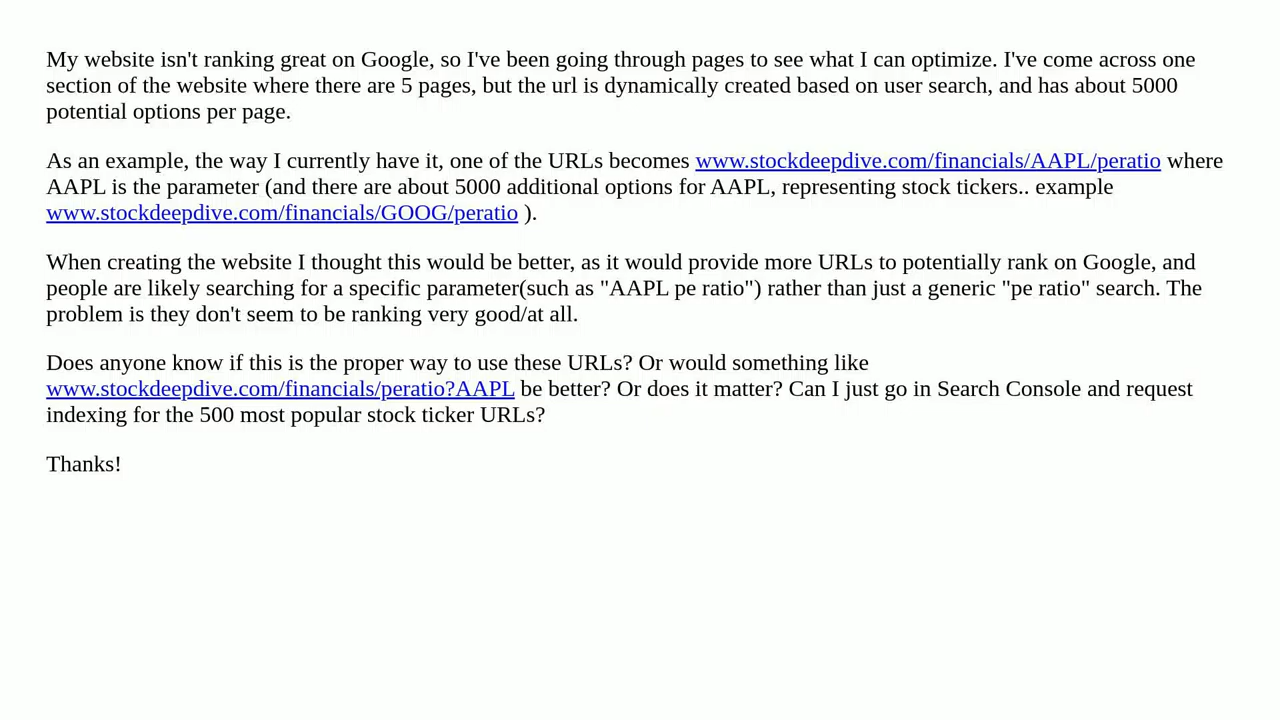 My website isn't ranking great on Google, so I've been going through pages to see what I can optimize. I've come across one
section of the website where there are 5 pages, but the url is dynamically created based on user search, and has about 5000
potential options per page.
As an example, the way I currently have it, one of the URLs becomes www.stockdeepdive.com/financials/AAPL/peratio where
AAPL is the parameter (and there are about 5000 additional options for AAPL, representing stock tickers.. example
www.stockdeepdive.com/financials/GOOG/peratio ).
When creating the website I thought this would be better, as it would provide more URLs to potentially rank on Google, and
people are likely searching for a specific parameter(such as "AAPL pe ratio") rather than just a generic "pe ratio" search. The
problem is they don't seem to be ranking very good/at all.
Does anyone know if this is the proper way to use these URLs? Or would something like
www.stockdeepdive.com/financials/peratio?AAPL be better? Or does it matter? Can I just go in Search Console and request
indexing for the 500 most popular stock ticker URLs?
Thanks!